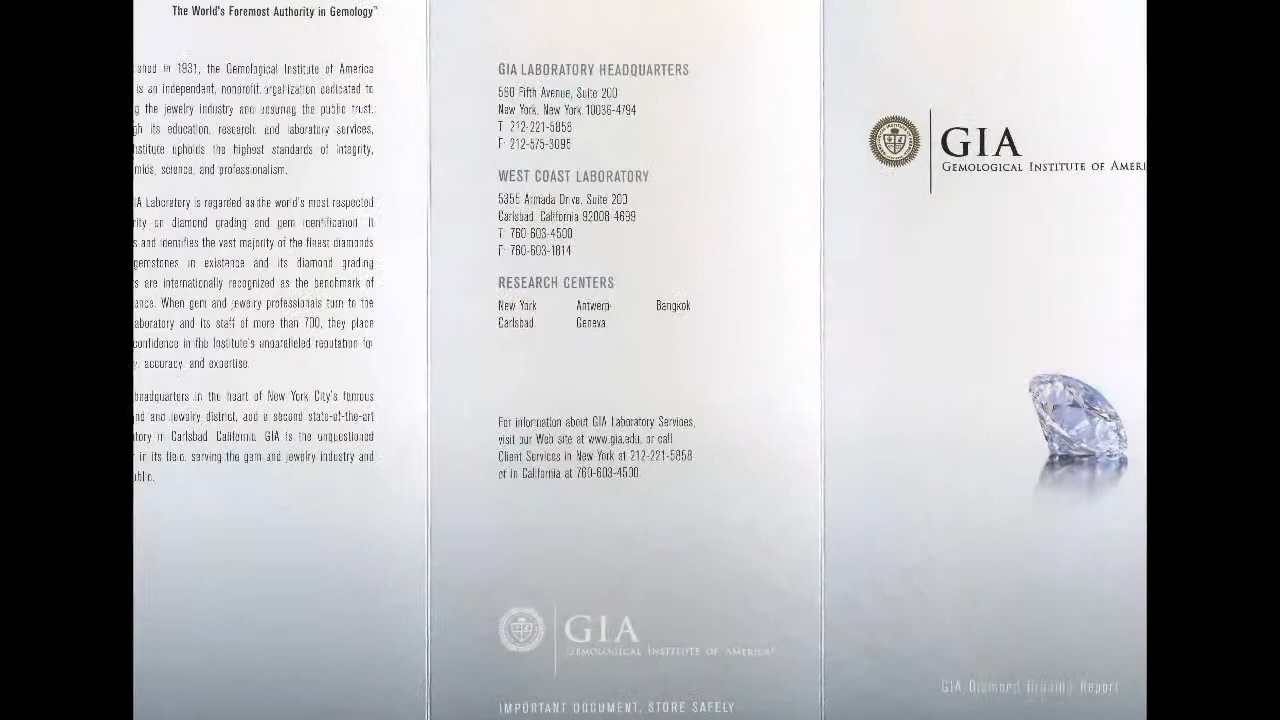 The World's Foremost Authority in Gemology™
in 1931, the Gemological Institute of America
is an independent, nonprofit organization dedicated to
the jewelry industry and ensuring the public trust.
its education, research, and laboratory services,
upholds the highest standards of integrity,
science, and professionalism.
Laboratory is regarded as the world's most respected
on diamond grading and gem identification. It
and identifies the vast majority of the finest diamonds
gemstones in existence and its diamond grading
are internationally recognized as the benchmark of
When gem and jewelry professionals turn to the
and its staff of more than 700, they place
confidence in the Institute's unparalleled reputation for
accuracy, and expertise.
headquarters in the heart of New York City's famous
and jewelry district, and a second state-of-the-art
in Carlsbad California GIA is the unquestioned
in its field, serving the gem and jewelry industry and
GIA LABORATORY HEADQUARTERS
580 Fifth Avenue, Suite 200
New York, New York 10036-4794
T 212-221-5858
F 212-575-3095
WEST COAST LABORATORY
5355 Armada Drive, Suite 200
Carlsbad, California 92008-4699
T 760-603-4500
F 760-603-1814
RESEARCH CENTERS
New York Antwerp Bangkok
Carlsbad Geneva
For information about GIA Laboratory Services,
visit our Web site at www.gia.edu, or call
Client Services in New York at 212-221-5858
or in California at 760-603-4500.
GIA
GEMOLOGICAL INSTITUTE OF AMERICA®
IMPORTANT DOCUMENT, STORE SAFELY
GIA
GEMOLOGICAL INSTITUTE OF AMERI
GIA Diamond Grading Report